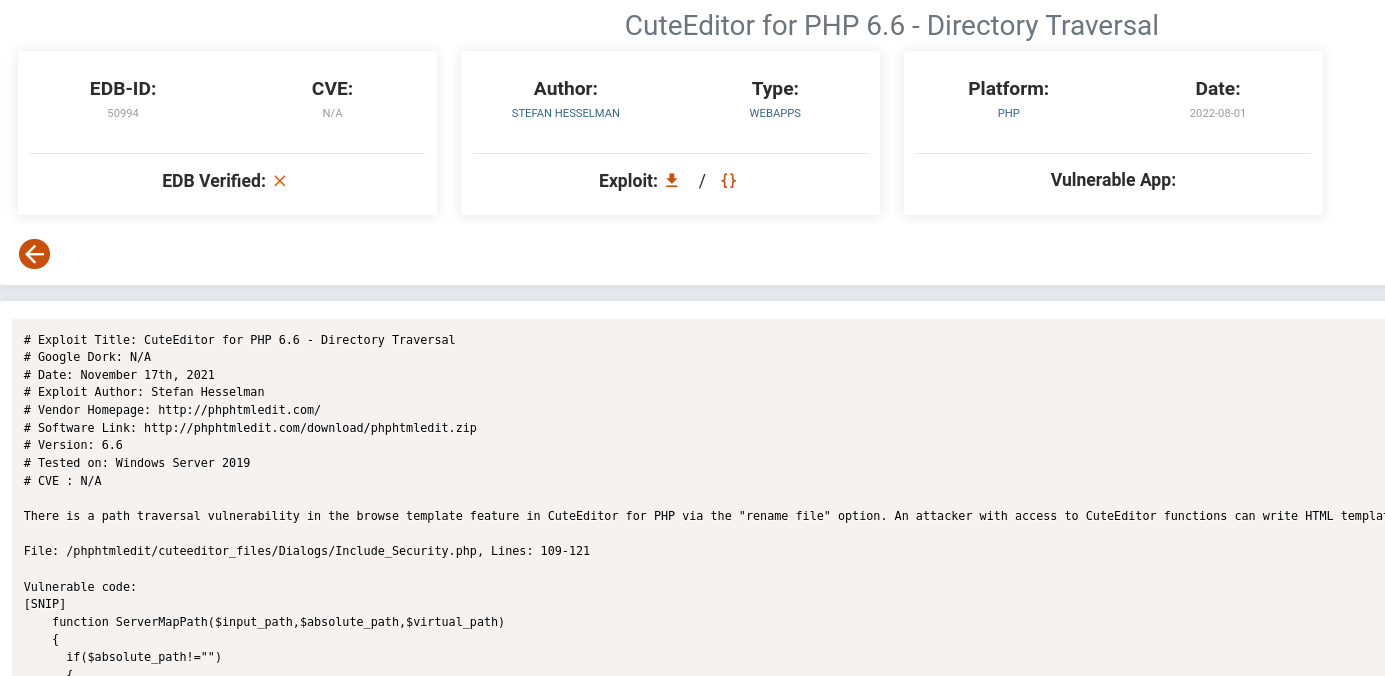 CuteEditor for PHP 6.6 - Directory Traversal
EDB-ID:
50994
CVE:
N/A
EDB Verified:
Author:
STEFAN HESSELMAN
Type:
WEBAPPS
Exploit: / {}
Platform:
PHP
Date:
2022-08-01
Vulnerable App:
# Exploit Title: CuteEditor for PHP 6.6 - Directory Traversal
# Google Dork: N/A
# Date: November 17th, 2021
# Exploit Author: Stefan Hesselman
# Vendor Homepage: http://phphtmledit.com/
# Software Link: http://phphtmledit.com/download/phphtmledit.zip
# Version: 6.6
# Tested on: Windows Server 2019
# CVE : N/A
There is a path traversal vulnerability in the browse template feature in CuteEditor for PHP via the "rename file" option. An attacker with access to CuteEditor functions can write HTML
File: /phphtmledit/cuteeditor_files/Dialogs/Include_Security.php, Lines: 109-121
Vulnerable code:
[SNIP]
function ServerMapPath($input_path,$absolute_path,$virtual_path)
{
if($absolute_path!="")
{